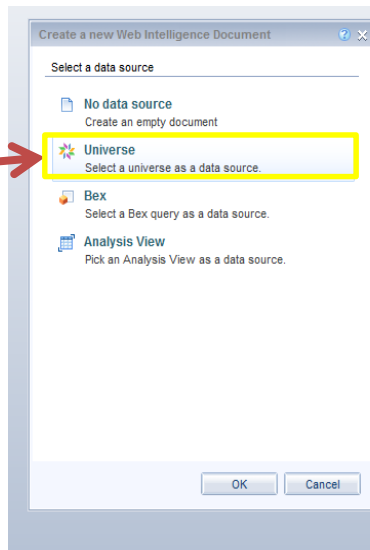 Create a new Web Intelligence Document
Select a data source
No data source
Create an empty document
Universe
Select a universe as a data source.
Bex
Select a Bex query as a data source.
Analysis View
Pick an Analysis View as a data source.
OK Cancel